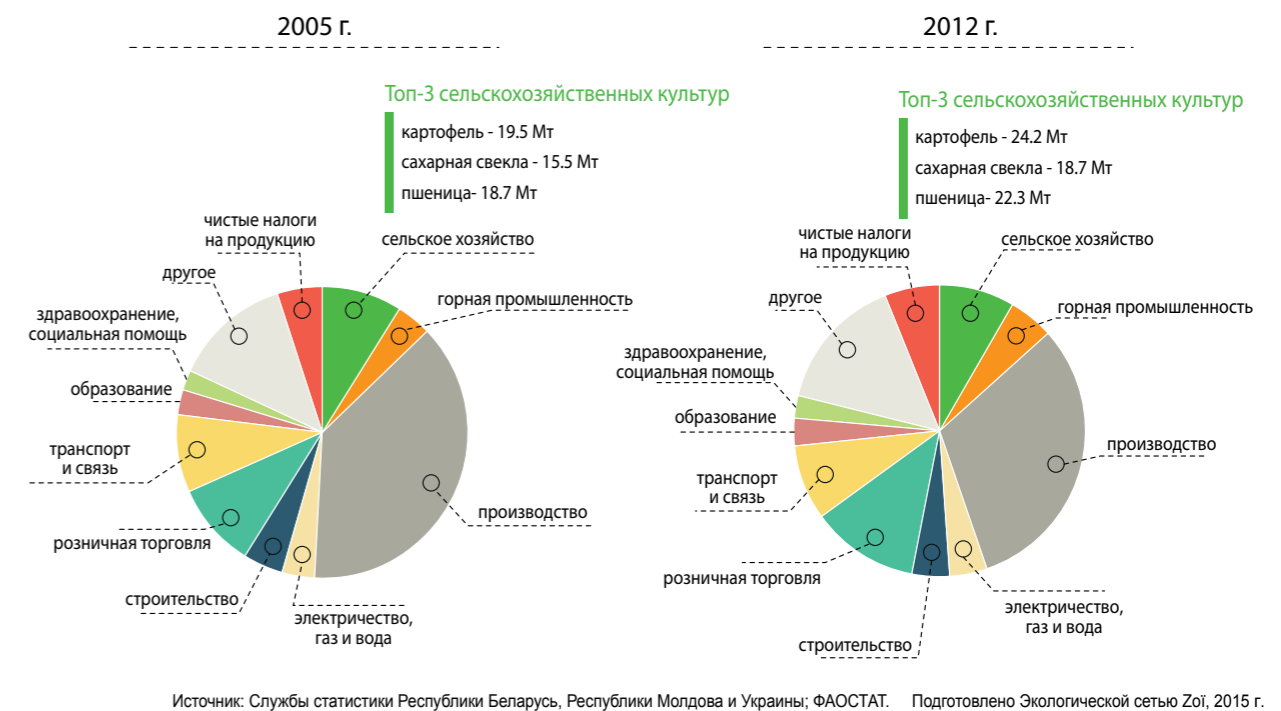 2005 г.
Топ-3 сельскохозяйственных культур
картофель - 19.5 Мт
сахарная свекла - 15.5 Мт
пшеница- 18.7 Мт
чистые налоги
на продукцию
сельское хозяйство
другое
горная промышленность
здравоохранение,
социальная помощь
образование
транспорт
и связь
производство
розничная торговля
строительство
электричество,
газ и вода
2012 г.
Топ-3 сельскохозяйственных культур
картофель - 24.2 Мт
сахарная свекла - 18.7 Мт
пшеница- 22.3 Мт
чистые налоги
на продукцию
сельское хозяйство
другое
горная промышленность
здравоохранение,
социальная помощь
образование
производство
транспорт
и связь
розничная торговля
электричество,
газ и вода
строительство
Источник: Службы статистики Республики Беларусь, Республики Молдова и Украины; ФАОСТАТ. Подготовлено Экологической сетью Zoï, 2015 г.